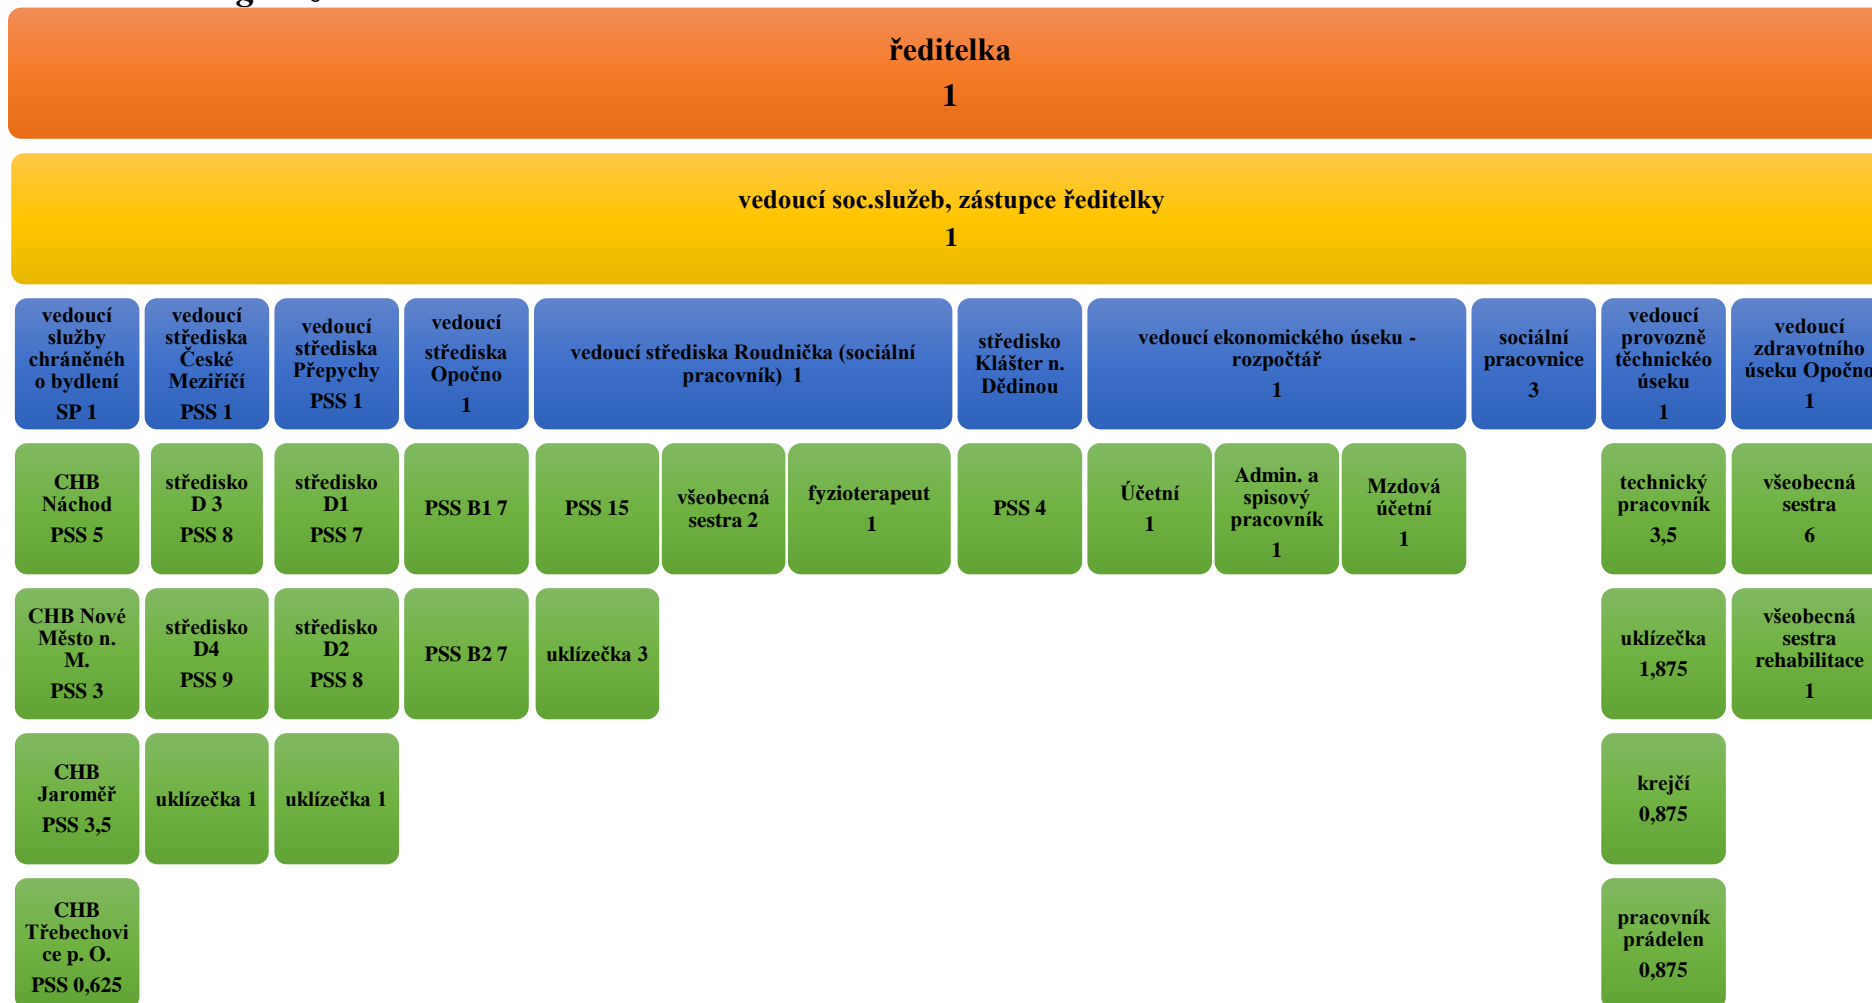 ředitelka
1
vedoucí soc.služeb, zástupce ředitelky
1
vedoucí
služby
chráněnéh
o bydlení
SP 1
vedoucí
střediska
České
Meziříčí
PSS 1
vedoucí
střediska
Přepychy
PSS 1
vedoucí
střediska
Opočno
1
vedoucí střediska Roudnička (sociální
pracovník) 1
středisko
Klášter n.
Dědinou
vedoucí ekonomického úseku -
rozpočtář
1
sociální
pracovnice
3
vedoucí
provozně
těchnickéo
úseku
1
vedoucí
zdravotního
úseku Opočno
1
CHB
Náchod
PSS 5
středisko
D 3
PSS 8
středisko
D1
PSS 7
PSS B1 7
PSS 15
všeobecná
sestra 2
fyzioterapeut
1
PSS 4
Účetní
1
Admin. a
spisový
pracovník
1
Mzdová
účetní
1
technický
pracovník
3,5
všeobecná
sestra
6
CHB Nové
Město n.
M.
PSS 3
středisko
D4
PSS 9
středisko
D2
PSS 8
PSS B2 7
uklízečka 3
uklízečka
1,875
všeobecná
sestra
rehabilitace
1
CHB
Jaroměř
PSS 3,5
uklízečka 1
uklízečka 1
krejčí
0,875
CHB
Třebechovi
ce p. O.
PSS 0,625
pracovník
prádelen
0,875